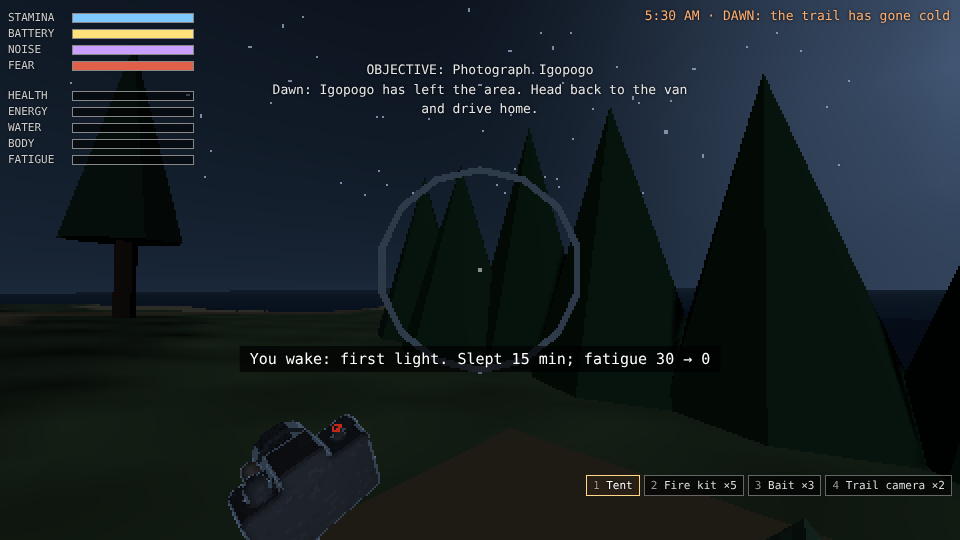 STAMINA
BATTERY
NOISE
FEAR
HEALTH
ENERGY
WATER
BODY
FATIGUE
5:30 AM · DAWN: the trail has gone cold
OBJECTIVE: Photograph Igopogo
Dawn: Igopogo has left the area. Head back to the van
and drive home.
You wake: first light. Slept 15 min; fatigue 30 → 0
1 Tent
2 Fire kit ×5
3 Bait ×3
4 Trail camera ×2